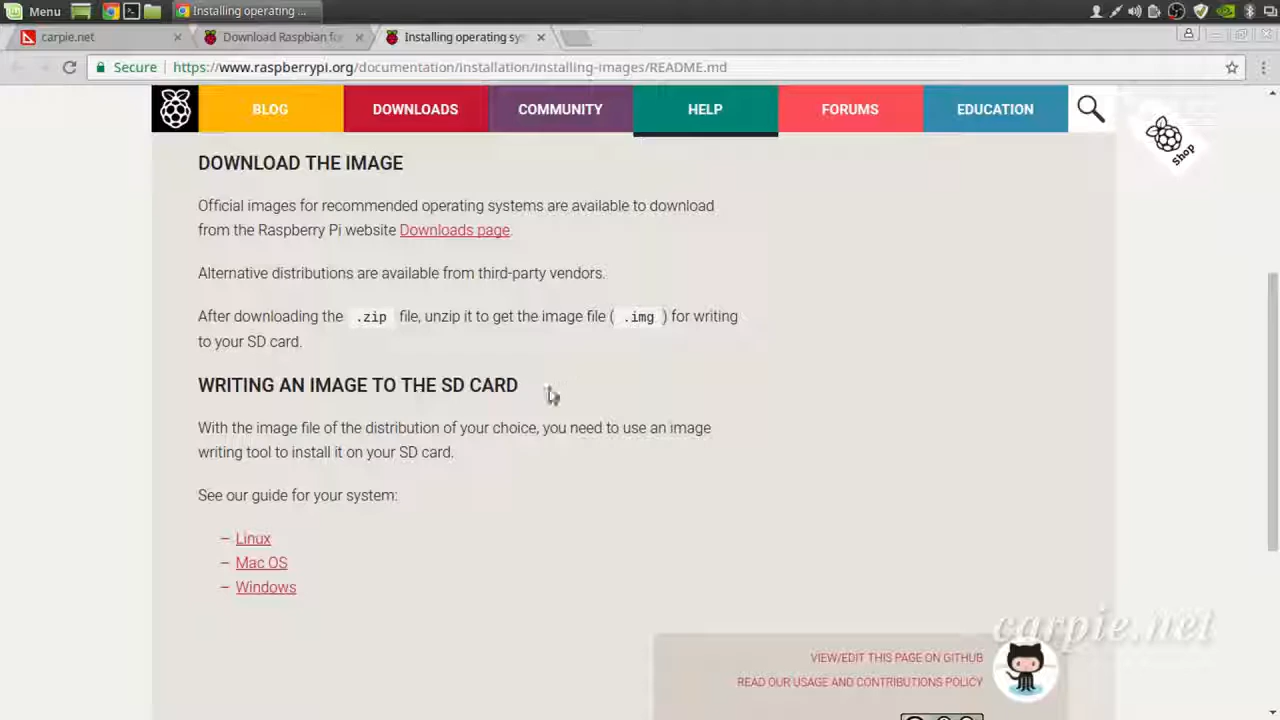 Menu
Installing operating ...
carpie.net
Download Raspbian for
Installing operating sys
Secure
https://www.raspberrypi.org/documentation/installation/installing-images/README.md
BLOG
DOWNLOADS
COMMUNITY
HELP
FORUMS
EDUCATION
shop
DOWNLOAD THE IMAGE
Official images for recommended operating systems are available to download
from the Raspberry Pi website Downloads page.
Alternative distributions are available from third-party vendors.
After downloading the .zip file, unzip it to get the image file ( .img ) for writing
to your SD card.
WRITING AN IMAGE TO THE SD CARD
With the image file of the distribution of your choice, you need to use an image
writing tool to install it on your SD card.
See our guide for your system:
– Linux
– Mac OS
– Windows
carpie.net
VIEW/EDIT THIS PAGE ON GITHUB
READ OUR USAGE AND CONTRIBUTIONS POLICY